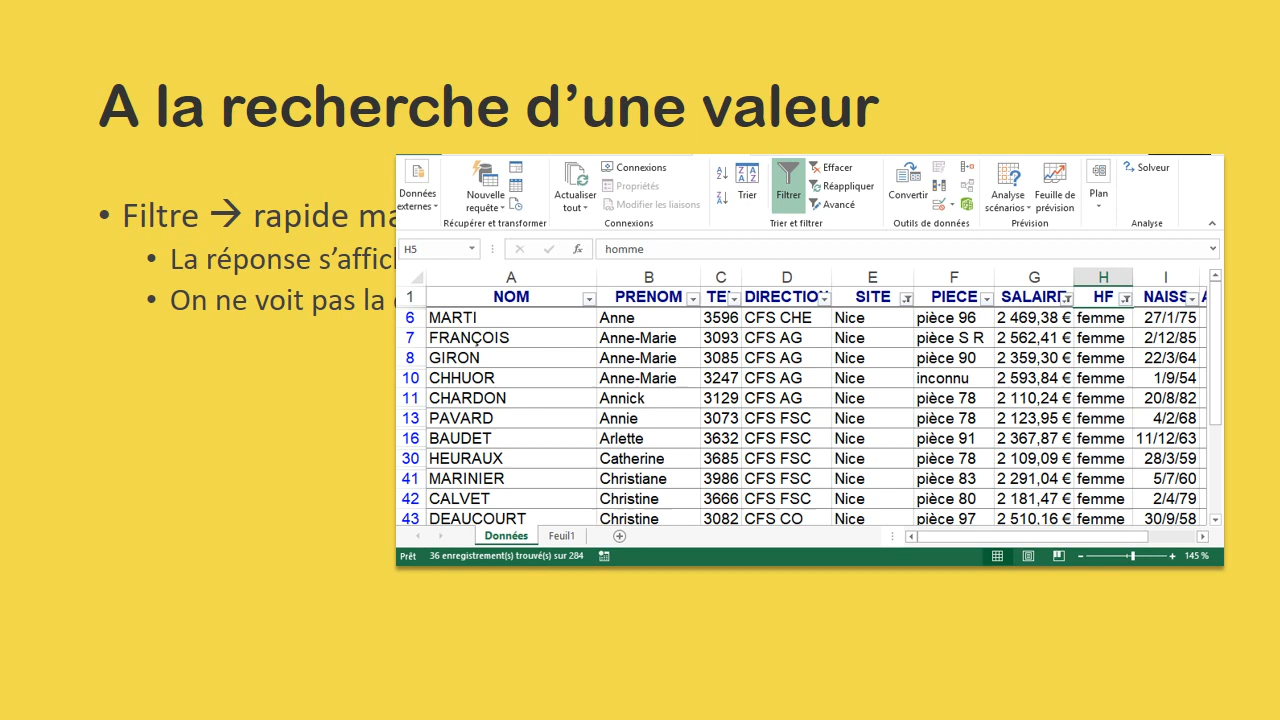 A la recherche d’une valeur
• Filtre → rapide ma
• La réponse s’affic
• On ne voit pas la
Données externes
Nouvelle requête
Récupérer et transformer
Actualiser tout
Connexions
Propriétés
Modifier les liaisons
Connexions
Trier
Filtrer
Effacer
Réappliquer
Avancé
Trier et filtrer
Convertir
Outils de données
Analyse scénarios
Feuille de prévision
Prévision
Plan
Solveur
Analyse
H5 fx homme
A B C D E F G H I
1 NOM PRENOM TE DIRECTION SITE PIECE SALAIRE HF NAISS
6 MARTI Anne 3596 CFS CHE Nice pièce 96 2 469,38 € femme 27/1/75
7 FRANÇOIS Anne-Marie 3093 CFS AG Nice pièce S R 2 562,41 € femme 2/12/85
8 GIRON Anne-Marie 3085 CFS AG Nice pièce 90 2 359,30 € femme 22/3/64
10 CHHUOR Anne-Marie 3247 CFS AG Nice inconnu 2 593,84 € femme 1/9/54
11 CHARDON Annick 3129 CFS AG Nice pièce 78 2 110,24 € femme 20/8/82
13 PAVARD Annie 3073 CFS FSC Nice pièce 78 2 123,95 € femme 4/2/68
16 BAUDET Arlette 3632 CFS FSC Nice pièce 91 2 367,87 € femme 11/12/63
30 HEURAUX Catherine 3685 CFS FSC Nice pièce 78 2 109,09 € femme 28/3/59
41 MARINIER Christiane 3986 CFS FSC Nice pièce 83 2 291,04 € femme 5/7/60
42 CALVET Christine 3666 CFS FSC Nice pièce 80 2 181,47 € femme 2/4/79
43 DEAUCOURT Christine 3082 CFS CO Nice pièce 97 2 510,16 € femme 30/9/58
Données Feuil1
Prêt 36 enregistrement(s) trouvé(s) sur 284 145 %